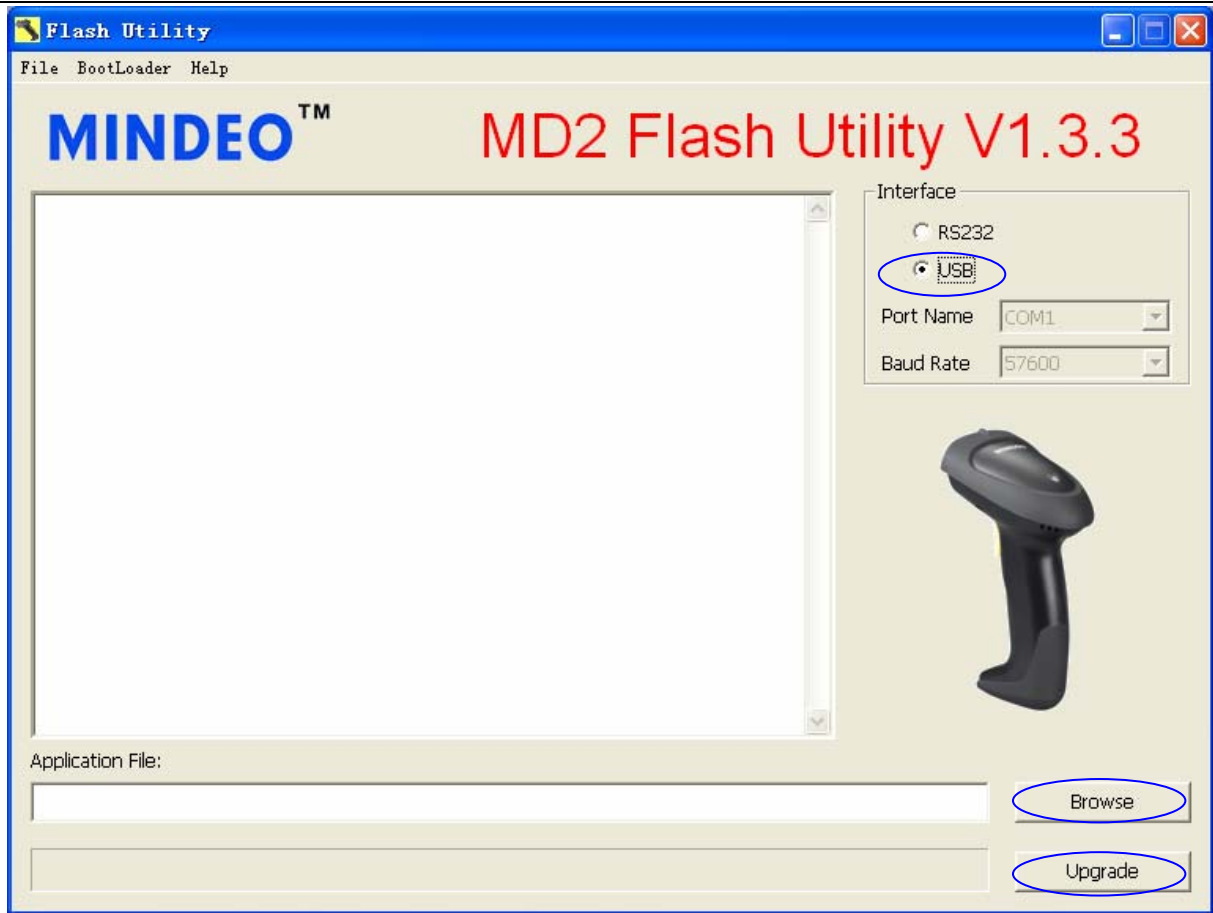 Flash Utility
File BootLoader Help
MINDEO™
MD2 Flash Utility V1.3.3
Interface
RS232
USB
Port Name COM1
Baud Rate 57600
Application File:
Browse
Upgrade